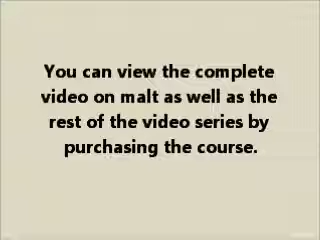 You can view the complete
video on malt as well as the
rest of the video series by
purchasing the course.